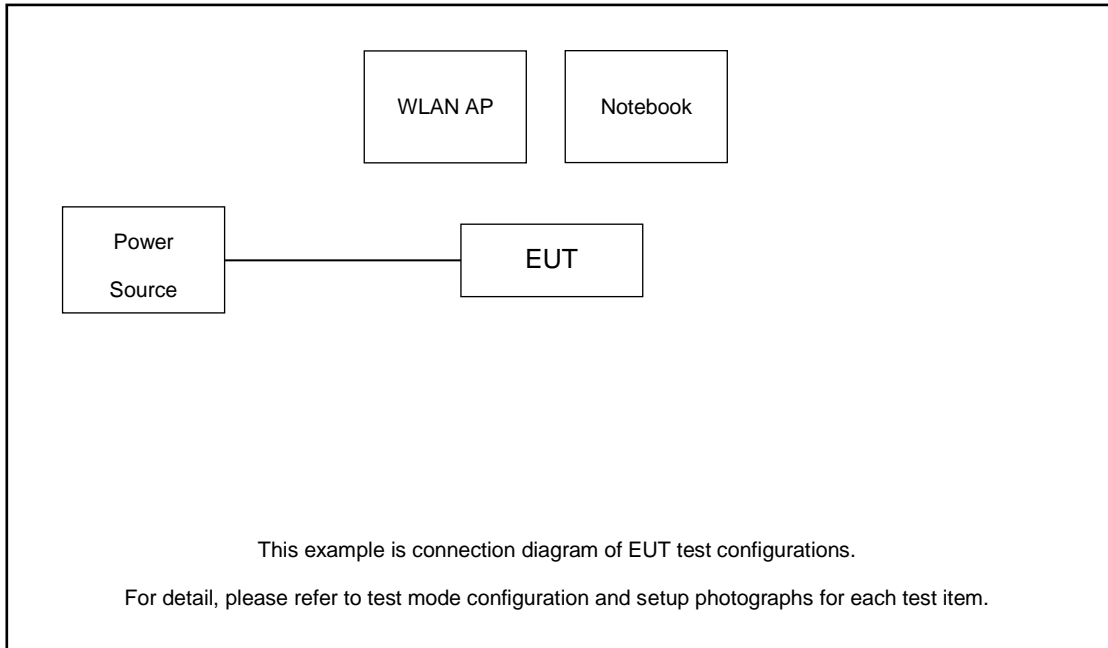 WLAN AP
Notebook
Power
Source
EUT
This example is connection diagram of EUT test configurations.
For detail, please refer to test mode configuration and setup photographs for each test item.